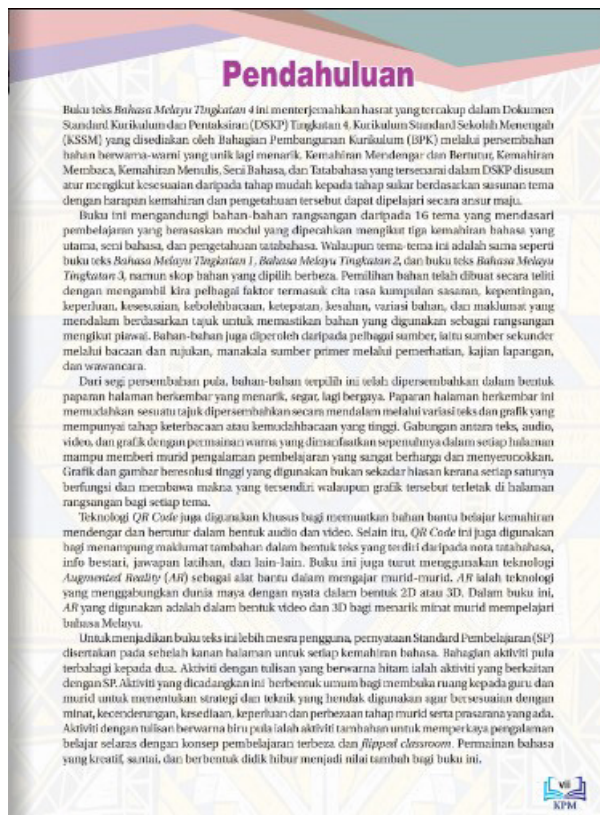 Pendahuluan
Buku teks Bahasa Melayu Tingkatan 4 ini menterjemahkan hasrat yang tercakup dalam Dokumen
Standard Kurikulum dan Pentaksiran (DSKP) Tingkatan 4, Kurikulum Standard Sekolah Menengah
(KSSM) yang disediakan oleh Bahagian Pembangunan Kurikulum (BPK) melalui persembahan
bahan berwarna-warni yang unik lagi menarik. Kemahiran Mendengar dan Bertutur, Kemahiran
Membaca, Kemahiran Menulis, Seni Bahasa, dan Tatabahasa yang tersenarai dalam DSKP disusun
atur mengikut kesesuaian daripada tahap mudah kepada tahap sukar berdasarkan susunan tema
dengan harapan kemahiran dan pengetahuan tersebut dapat dipelajari secara ansur maju.
Buku ini mengandungi bahan-bahan rangsangan daripada 16 tema yang mendasari
pembelajaran yang berasaskan modul yang dipecahkan mengikut tiga kemahiran bahasa yang
utama, seni bahasa, dan pengetahuan tatabahasa. Walaupun tema-tema ini adalah sama seperti
buku teks Bahasa Melayu Tingkatan 1, Bahasa Melayu Tingkatan 2, dan buku teks Bahasa Melayu
Tingkatan 3, namun skop bahan yang dipilih berbeza. Pemilihan bahan telah dibuat secara teliti
dengan mengambil kira pelbagai faktor termasuk cita rasa kumpulan sasaran, kepentingan,
keperluan, kesesuaian, kebolehbacaan, ketepatan, kesahan, variasi bahan, dan maklumat yang
mendalam berdasarkan tajuk untuk memastikan bahan yang digunakan sebagai rangsangan
mengikut piawai. Bahan-bahan juga diperoleh daripada pelbagai sumber, iaitu sumber sekunder
melalui bacaan dan rujukan, manakala sumber primer melalui pemerhatian, kajian lapangan,
dan wawancara.
Dari segi persembahan pula, bahan-bahan terpilih ini telah dipersembahkan dalam bentuk
paparan halaman berkembar yang menarik, segar, lagi bergaya. Paparan halaman berkembar ini
memudahkan sesuatu tajuk dipersembahkan secara mendalam melalui variasi teks dan grafik yang
mempunyai tahap keterbacaan atau kemudahbacaan yang tinggi. Gabungan antara teks, audio,
video, dan grafik dengan permainan warna yang dimanfaatkan sepenuhnya dalam setiap halaman
mampu memberi murid pengalaman pembelajaran yang sangat berharga dan menyeronokkan.
Grafik dan gambar beresolusi tinggi yang digunakan bukan sekadar hiasan kerana setiap satunya
berfungsi dan membawa makna yang tersendiri walaupun grafik tersebut terletak di halaman
rangsangan bagi setiap tema.
Teknologi QR Code juga digunakan khusus bagi memuatkan bahan bantu belajar kemahiran
mendengar dan bertutur dalam bentuk audio dan video. Selain itu, QR Code ini juga digunakan
bagi menampung maklumat tambahan dalam bentuk teks yang terdiri daripada nota tatabahasa,
info bestari, jawapan latihan, dan lain-lain. Buku ini juga turut menggunakan teknologi
Augmented Reality (AR) sebagai alat bantu dalam mengajar murid-murid. AR ialah teknologi
yang menggabungkan dunia maya dengan nyata dalam bentuk 2D atau 3D. Dalam buku ini,
AR yang digunakan adalah dalam bentuk video dan 3D bagi menarik minat murid mempelajari
bahasa Melayu.
Untuk menjadikan buku teks ini lebih mesra pengguna, pernyataan Standard Pembelajaran (SP)
disertakan pada sebelah kanan halaman untuk setiap kemahiran bahasa. Bahagian aktiviti pula
terbahagi kepada dua. Aktiviti dengan tulisan yang berwarna hitam ialah aktiviti yang berkaitan
dengan SP. Aktiviti yang dicadangkan ini berbentuk umum bagi membuka ruang kepada guru dan
murid untuk menentukan strategi dan teknik yang hendak digunakan agar bersesuaian dengan
minat, kecenderungan, kesediaan, keperluan dan perbezaan tahap murid serta prasarana yang ada.
Aktiviti dengan tulisan berwarna biru pula ialah aktiviti tambahan untuk memperkaya pengalaman
belajar selaras dengan konsep pembelajaran terbeza dan flipped classroom. Permainan bahasa
yang kreatif, santai, dan berbentuk didik hibur menjadi nilai tambah bagi buku ini.
vii
KPM